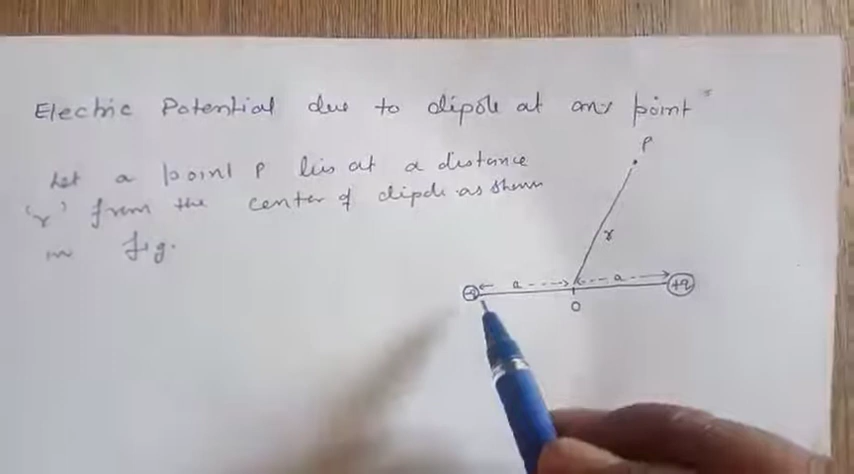 Electric Potential due to dipole at any point
Let a point P lies at a distance
'r' from the center of dipole as shown
in fig.
P
r
a
a
-q
+q
O